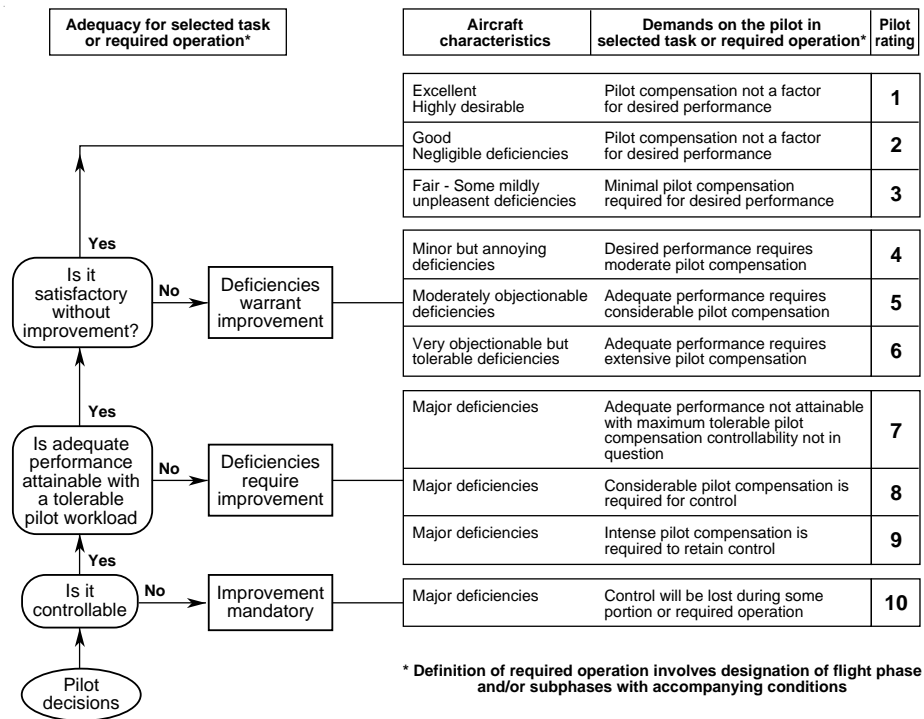 Adequacy for selected task
or required operation*
Aircraft
characteristics
Demands on the pilot in
selected task or required operation*
Pilot
rating
Excellent
Highly desirable
Pilot compensation not a factor
for desired performance
1
Good
Negligible deficiencies
Pilot compensation not a factor
for desired performance
2
Fair - Some mildly
unpleasent deficiencies
Minimal pilot compensation
required for desired performance
3
Yes
Is it
satisfactory
without
improvement?
No
Deficiencies
warrant
improvement
Minor but annoying
deficiencies
Desired performance requires
moderate pilot compensation
4
Moderately objectionable
deficiencies
Adequate performance requires
considerable pilot compensation
5
Very objectionable but
tolerable deficiencies
Adequate performance requires
extensive pilot compensation
6
Yes
Is adequate
performance
attainable with
a tolerable
pilot workload
No
Deficiencies
require
improvement
Major deficiencies
Adequate performance not attainable
with maximum tolerable pilot
compensation controllability not in
question
7
Major deficiencies
Considerable pilot compensation is
required for control
8
Major deficiencies
Intense pilot compensation is
required to retain control
9
Yes
Is it
controllable
No
Improvement
mandatory
Major deficiencies
Control will be lost during some
portion or required operation
10
Pilot
decisions
* Definition of required operation involves designation of flight phase
and/or subphases with accompanying conditions